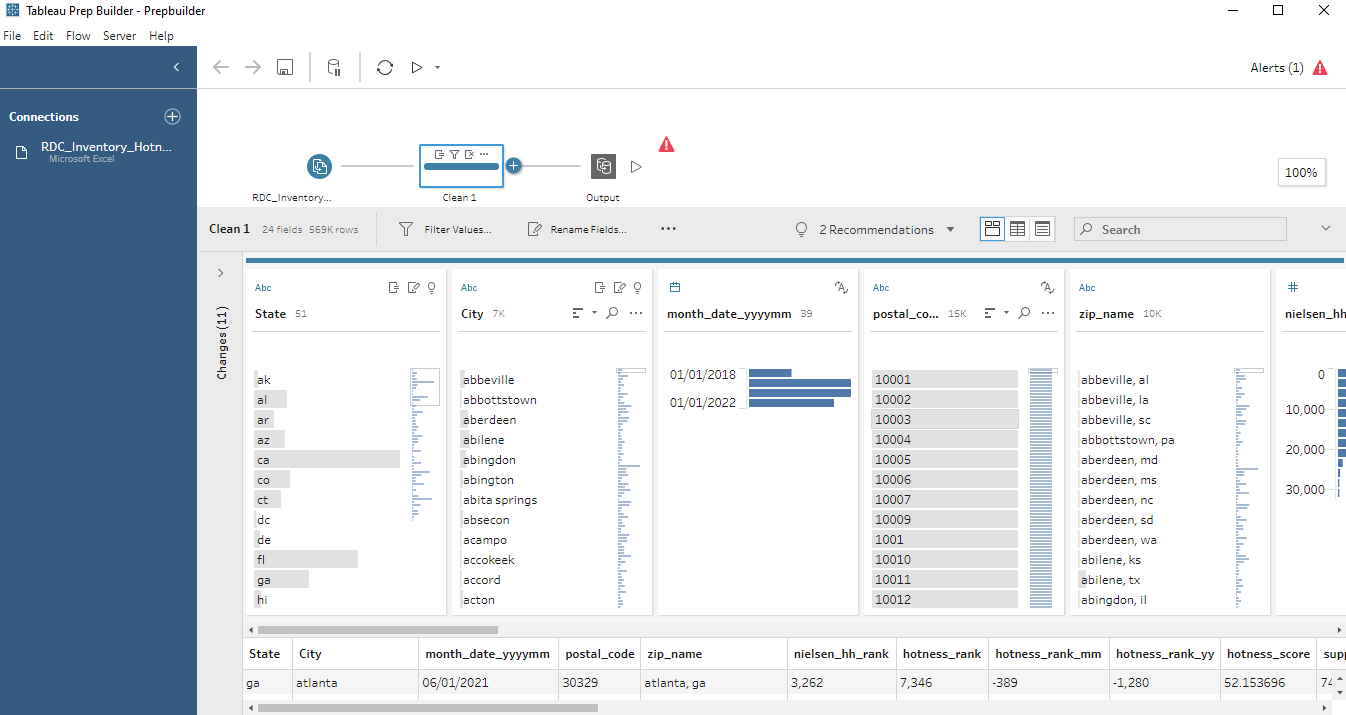 Tableau Prep Builder - Prepbuilder
File Edit Flow Server Help
Alerts (1)
Connections
RDC_Inventory_Hotn...
Microsoft Excel
100%
RDC_Inventory... Clean 1 Output
Clean 1 24 fields 569K rows Filter Values... Rename Fields... 2 Recommendations Search
Changes (11)
Abc
State 51
ak
al
ar
az
ca
co
ct
dc
de
fl
ga
hi
Abc
City 7K
abbeville
abbottstown
aberdeen
abilene
abingdon
abington
abita springs
absecon
acampo
accokeek
accord
acton
month_date_yyyymm 39
01/01/2018
01/01/2022
Abc
postal_co... 15K
10001
10002
10003
10004
10005
10006
10007
10009
1001
10010
10011
10012
Abc
zip_name 10K
abbeville, al
abbeville, la
abbeville, sc
abbottstown, pa
aberdeen, md
aberdeen, ms
aberdeen, nc
aberdeen, sd
aberdeen, wa
abilene, ks
abilene, tx
abingdon, il
#
nielsen_hh
0
10,000
20,000
30,000
State City month_date_yyyymm postal_code zip_name nielsen_hh_rank hotness_rank hotness_rank_mm hotness_rank_yy hotness_score supp
ga atlanta 06/01/2021 30329 atlanta, ga 3,262 7,346 -389 -1,280 52.153696 74